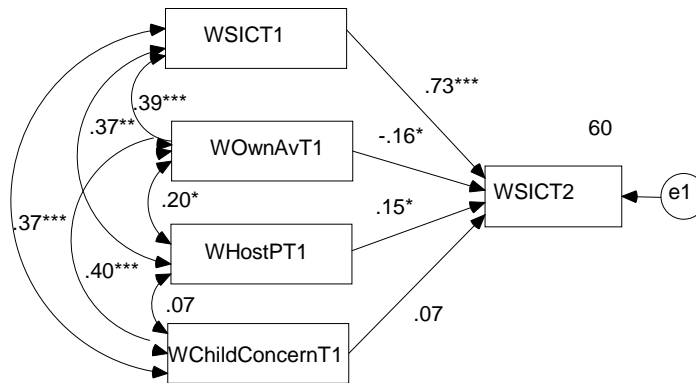 WSICT1
.73***
.39***
.37**
60
WOwnAvT1
-.16*
WSICT2
e1
.20*
.15*
.37***
WHostPT1
.40***
.07
.07
WChildConcernT1